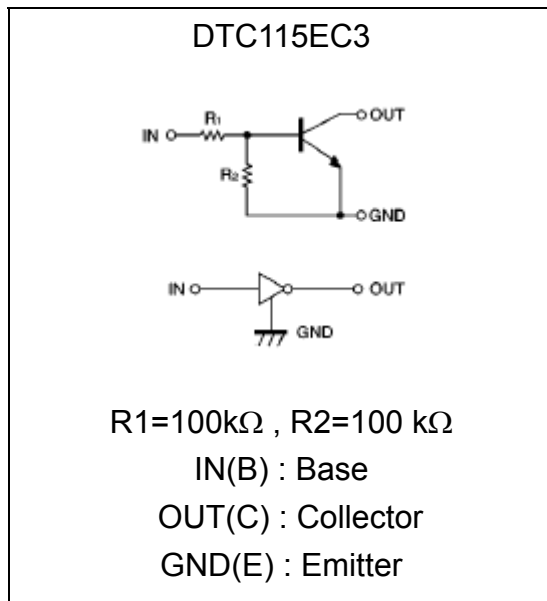 DTC115EC3
R1
OUT
IN
R2
GND
IN
OUT
GND
R1=100kΩ , R2=100 kΩ
IN(B) : Base
OUT(C) : Collector
GND(E) : Emitter